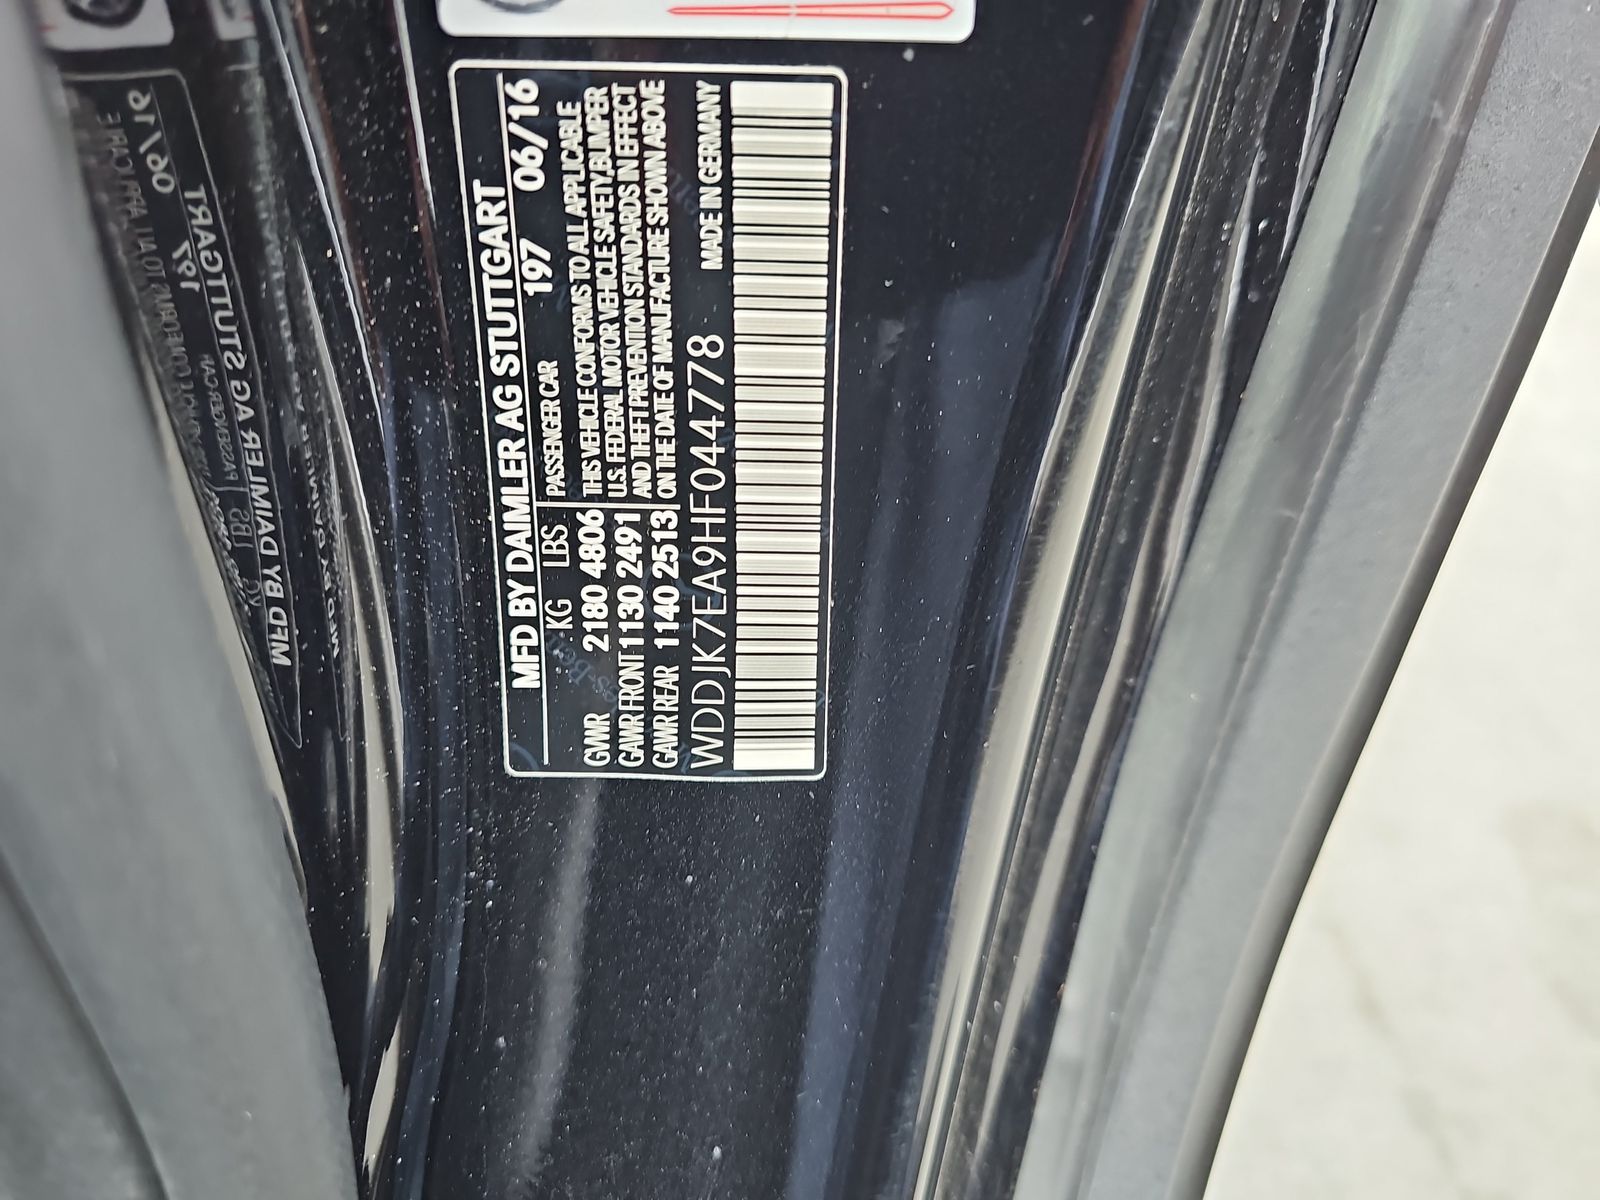 MFD BY DAIMLER AG STUTTGART
KG LBS PASSENGER CAR 197 06/16
GVWR 2180 4806 THIS VEHICLE CONFORMS TO ALL APPLICABLE
GAWR FRONT 1130 2491 U.S. FEDERAL MOTOR VEHICLE SAFETY,BUMPER
GAWR REAR 1140 2513 AND THEFT PREVENTION STANDARDS IN EFFECT
ON THE DATE OF MANUFACTURE SHOWN ABOVE
WDDJK7EA9HF044778 MADE IN GERMANY